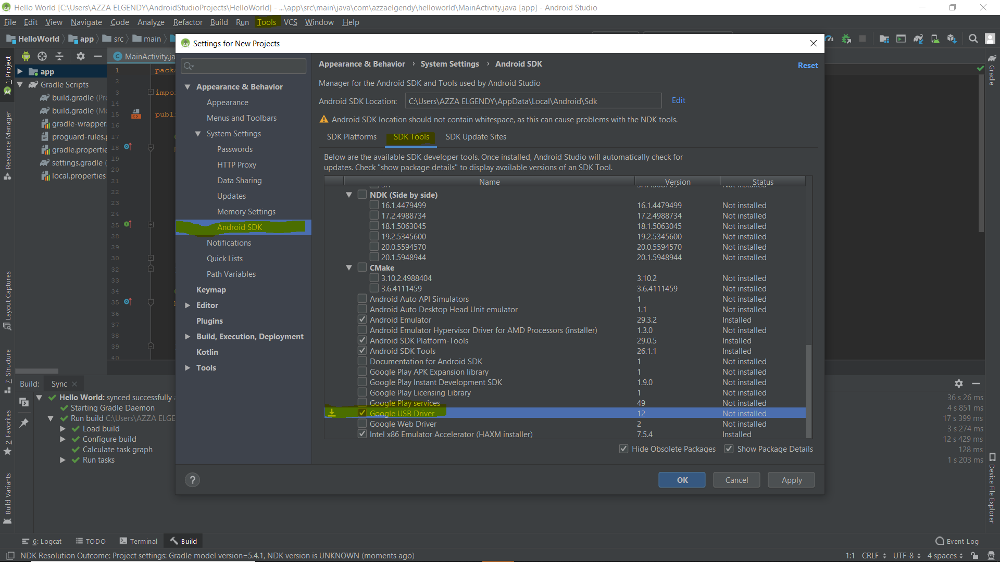 Hello World [C:\Users\AZZA ELGENDY\AndroidStudioProjects\HelloWorld] - ...\app\src\main\java\com\azzaelgendy\helloworld\MainActivity.java [app] - Android Studio
File Edit View Navigate Code Analyze Refactor Build Run Tools VCS Window Help
HelloWorld app src main
Settings for New Projects
1: Project
Resource Manager
Layout Captures
7: Structure
2: Favorites
Build Variants
app
Gradle Scripts
build.gradle (Pro
build.gradle (Mo
gradle-wrapper.
proguard-rules.p
gradle.propertie
settings.gradle (
local.properties
MainActivity.ja
1 pack
2
3 impor
14
15 publi
16
17
18
19
20
21
22
23
24
25
28
29
30
32
33
34
35
36
37
38
39
40
Appearance & Behavior
Appearance
Menus and Toolbars
System Settings
Passwords
HTTP Proxy
Data Sharing
Updates
Memory Settings
Android SDK
Notifications
Quick Lists
Path Variables
Keymap
Editor
Plugins
Build, Execution, Deployment
Kotlin
Tools
Appearance & Behavior › System Settings › Android SDK
Reset
Manager for the Android SDK and Tools used by Android Studio
Android SDK Location: C:\Users\AZZA ELGENDY\AppData\Local\Android\Sdk Edit
Android SDK location should not contain whitespace, as this can cause problems with the NDK tools.
SDK Platforms SDK Tools SDK Update Sites
Below are the available SDK developer tools. Once installed, Android Studio will automatically check for
updates. Check "show package details" to display available versions of an SDK Tool.
Name Version Status
NDK (Side by side)
16.1.4479499 16.1.4479499 Not installed
17.2.4988734 17.2.4988734 Not installed
18.1.5063045 18.1.5063045 Not installed
19.2.5345600 19.2.5345600 Not installed
20.0.5594570 20.0.5594570 Not installed
20.1.5948944 20.1.5948944 Not installed
CMake
3.10.2.4988404 3.10.2 Not installed
3.6.4111459 3.6.4111459 Not installed
Android Auto API Simulators 1 Not installed
Android Auto Desktop Head Unit emulator 1.1 Not installed
Android Emulator 29.3.2 Installed
Android Emulator Hypervisor Driver for AMD Processors (installer) 1.3.0 Not installed
Android SDK Platform-Tools 29.0.5 Installed
Android SDK Tools 26.1.1 Installed
Documentation for Android SDK 1 Not installed
Google Play APK Expansion library 1 Not installed
Google Play Instant Development SDK 1.9.0 Not installed
Google Play Licensing Library 1 Not installed
Google Play services 49 Not installed
Google USB Driver 12 Not installed
Google Web Driver 2 Not installed
Intel x86 Emulator Accelerator (HAXM installer) 7.5.4 Installed
Hide Obsolete Packages Show Package Details
? OK Cancel Apply
Gradle
Device File Explorer
Build: Sync
Hello World: synced successfully 36 s 26 ms
Starting Gradle Daemon 4 s 851 ms
Run build C:\Users\AZZA ELGE 17 s 399 ms
Load build 3 s 274 ms
Configure build 12 s 429 ms
Calculate task graph 128 ms
Run tasks 1 s 203 ms
6: Logcat TODO Terminal Build Event Log
NDK Resolution Outcome: Project settings: Gradle model version=5.4.1, NDK version is UNKNOWN (moments ago) 1:1 CRLF UTF-8 4 spaces